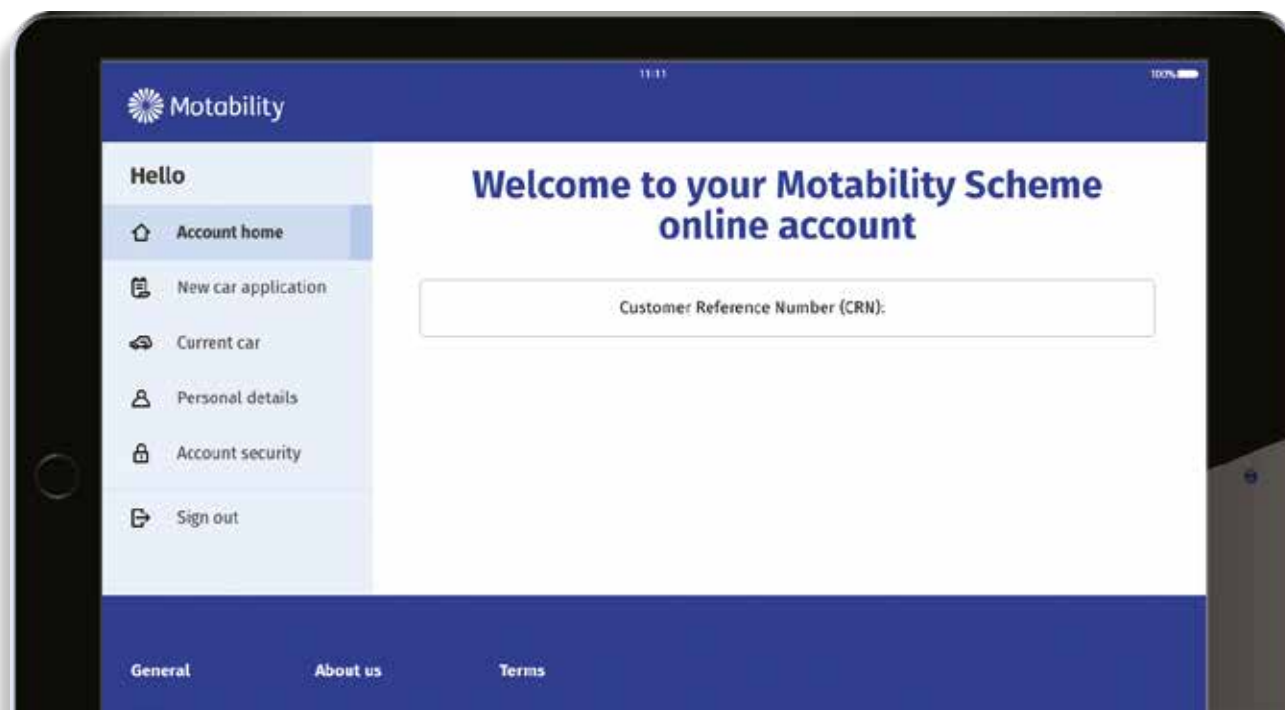 11:11
100%
Motability
Hello
Account home
New car application
Current car
Personal details
Account security
Sign out
Welcome to your Motability Scheme
online account
Customer Reference Number (CRN):
General
About us
Terms